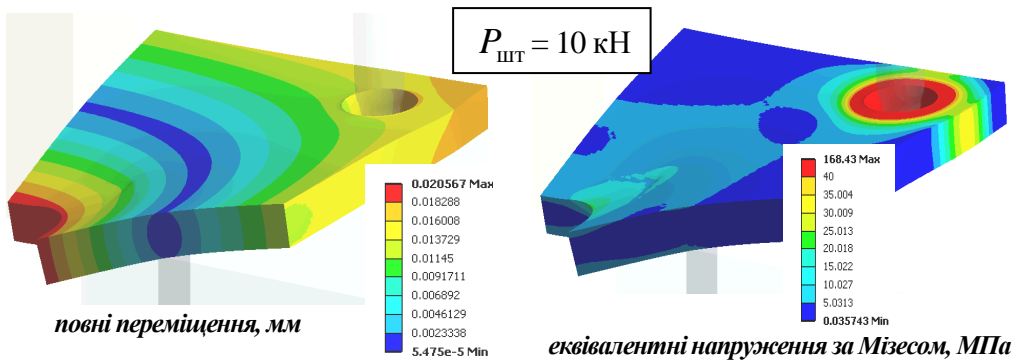 Pшт = 10 кН
0.020567 Max
0.018288
0.016008
0.013729
0.01145
0.0091711
0.006892
0.0046129
0.0023338
5.475e-5 Min
повні переміщення, мм
168.43 Max
40
35.004
30.009
25.013
20.018
15.022
10.027
5.0313
0.035743 Min
еквівалентні напруження за Мізесом, МПа